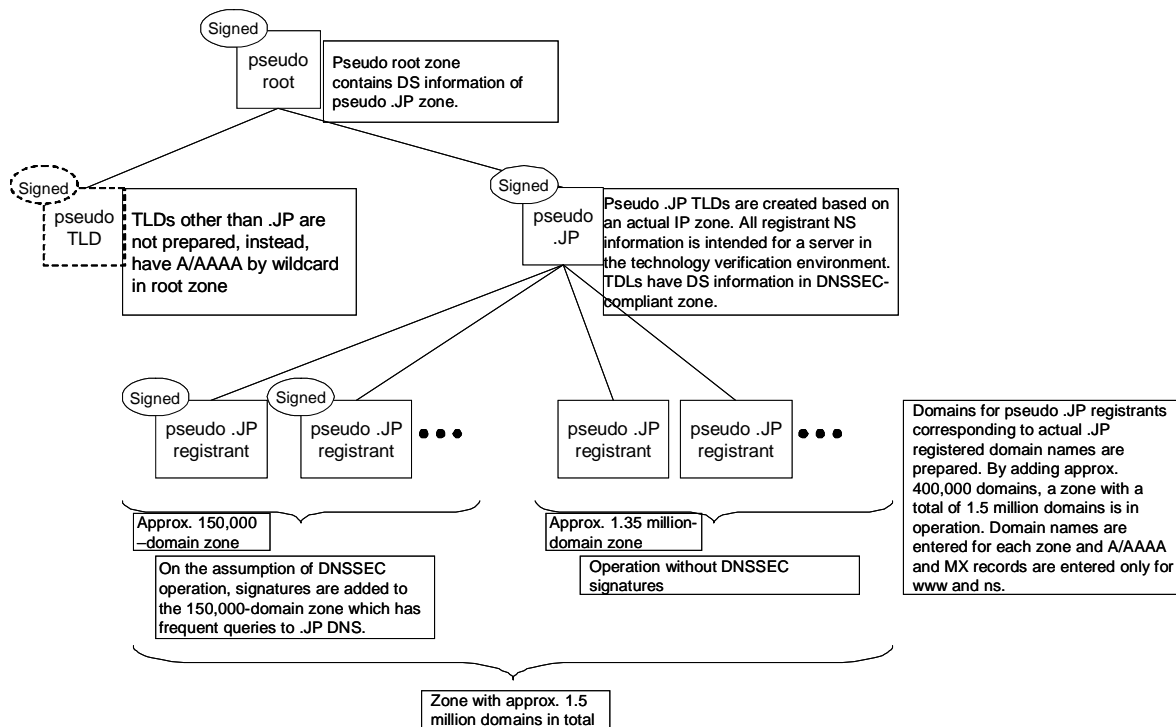 Signed
pseudo
root
Pseudo root zone
contains DS information of
pseudo .JP zone.
Signed
pseudo
TLD
TLDs other than .JP are
not prepared, instead,
have A/AAAA by wildcard
in root zone
Signed
pseudo
.JP
Pseudo .JP TLDs are created based on
an actual IP zone. All registrant NS
information is intended for a server in
the technology verification environment.
TDLs have DS information in DNSSEC-
compliant zone.
Signed
pseudo .JP
registrant
Signed
pseudo .JP
registrant
pseudo .JP
registrant
pseudo .JP
registrant
Domains for pseudo .JP registrants
corresponding to actual .JP
registered domain names are
prepared. By adding approx.
400,000 domains, a zone with a
total of 1.5 million domains is in
operation. Domain names are
entered for each zone and A/AAAA
and MX records are entered only for
www and ns.
Approx. 150,000
–domain zone
On the assumption of DNSSEC
operation, signatures are added to
the 150,000-domain zone which has
frequent queries to .JP DNS.
Approx. 1.35 million-
domain zone
Operation without DNSSEC
signatures
Zone with approx. 1.5
million domains in total